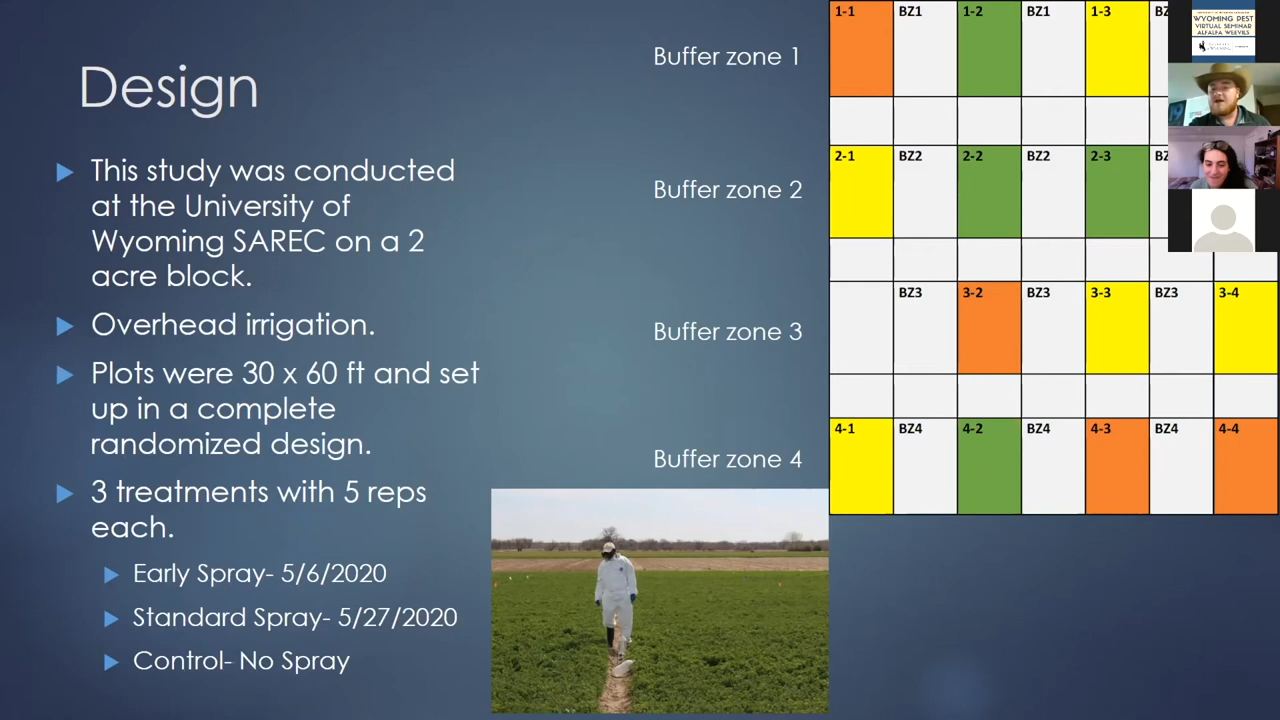 Design
This study was conducted
at the University of
Wyoming SAREC on a 2
acre block.
Overhead irrigation.
Plots were 30 x 60 ft and set
up in a complete
randomized design.
3 treatments with 5 reps
each.
Early Spray- 5/6/2020
Standard Spray- 5/27/2020
Control- No Spray
Buffer zone 1
Buffer zone 2
Buffer zone 3
Buffer zone 4
1-1 BZ1 1-2 BZ1 1-3 BZ
2-1 BZ2 2-2 BZ2 2-3 BZ
BZ3 3-2 BZ3 3-3 BZ3 3-4
4-1 BZ4 4-2 BZ4 4-3 BZ4 4-4
WYOMING PEST
VIRTUAL SEMINAR
ALFALFA WEEVILS